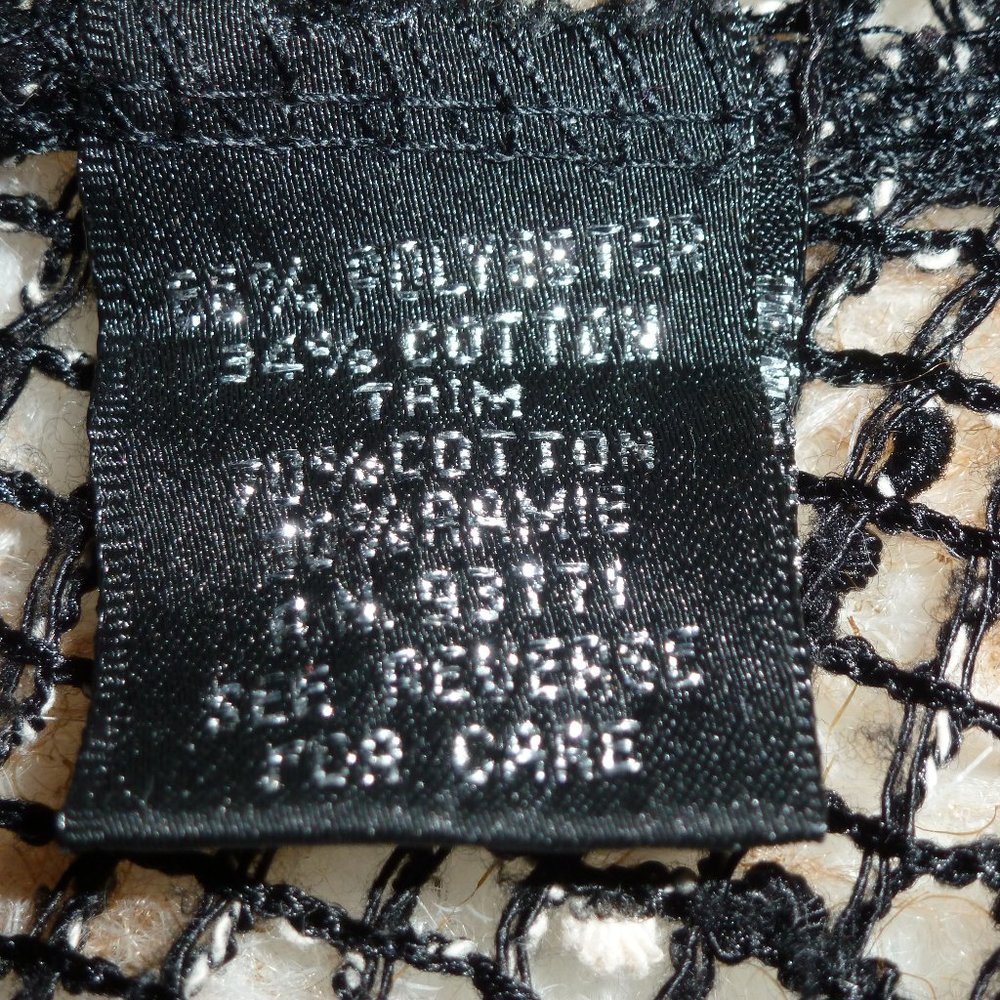 66% POLYESTER
34% COTTON
TRIM
70% COTTON
30% RAMIE
RN 93171
SEE REVERSE
FOR CARE